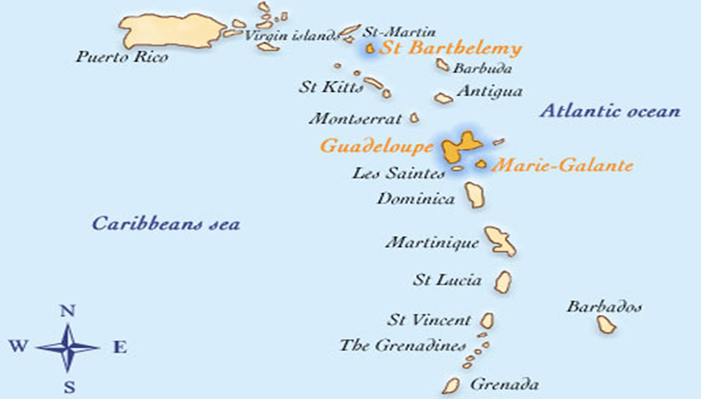 Puerto Rico
Virgin islands
St-Martin
St Barthelemy
Barbuda
St Kitts
Antigua
Atlantic ocean
Montserrat
Guadeloupe
Marie-Galante
Les Saintes
Dominica
Caribbeans sea
Martinique
St Lucia
Barbados
St Vincent
The Grenadines
Grenada
N
W
E
S